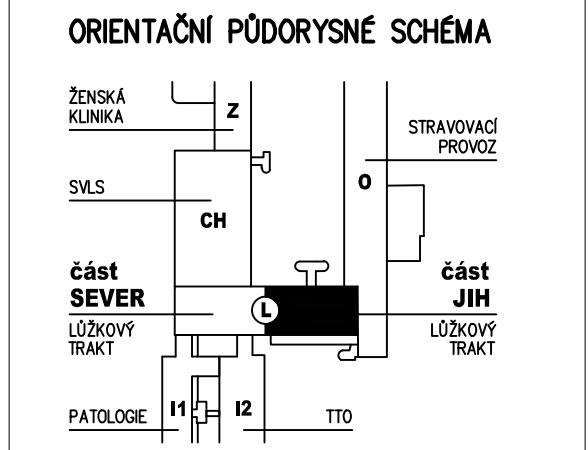 ORIENTAČNÍ PŮDORYSNÉ SCHÉMA
ŽENSKÁ
KLINIKA
Z
STRAVOVACÍ
PROVOZ
O
SVLS
CH
část
SEVER
LŮŽKOVÝ
TRAKT
L
část
JIH
LŮŽKOVÝ
TRAKT
PATOLOGIE
I1
I2
TTO